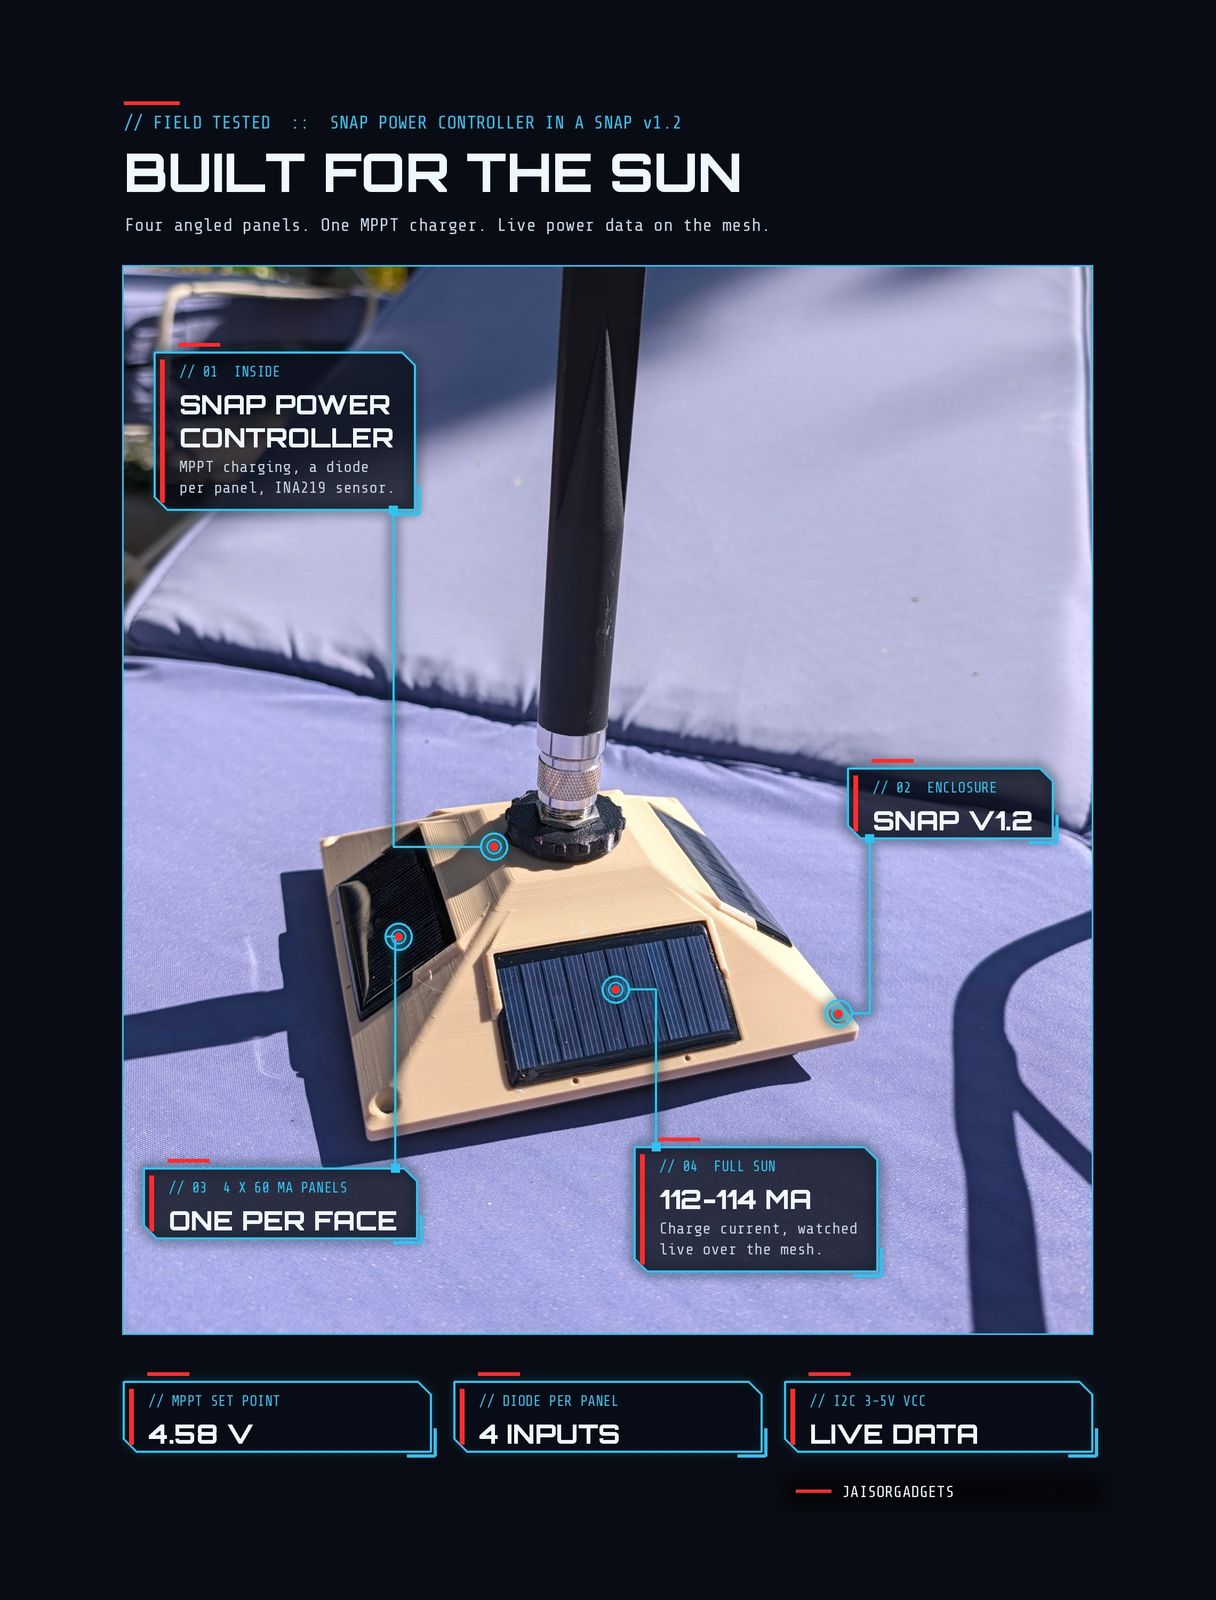 // FIELD TESTED :: SNAP POWER CONTROLLER IN A SNAP v1.2
BUILT FOR THE SUN
Four angled panels. One MPPT charger. Live power data on the mesh.
// 01 INSIDE
SNAP POWER
CONTROLLER
MPPT charging, a diode
per panel, INA219 sensor.
// 02 ENCLOSURE
SNAP V1.2
// 03 4 X 60 MA PANELS
ONE PER FACE
// 04 FULL SUN
112-114 MA
Charge current, watched
live over the mesh.
// MPPT SET POINT
4.58 V
// DIODE PER PANEL
4 INPUTS
// I2C 3-5V VCC
LIVE DATA
JAISORGADGETS